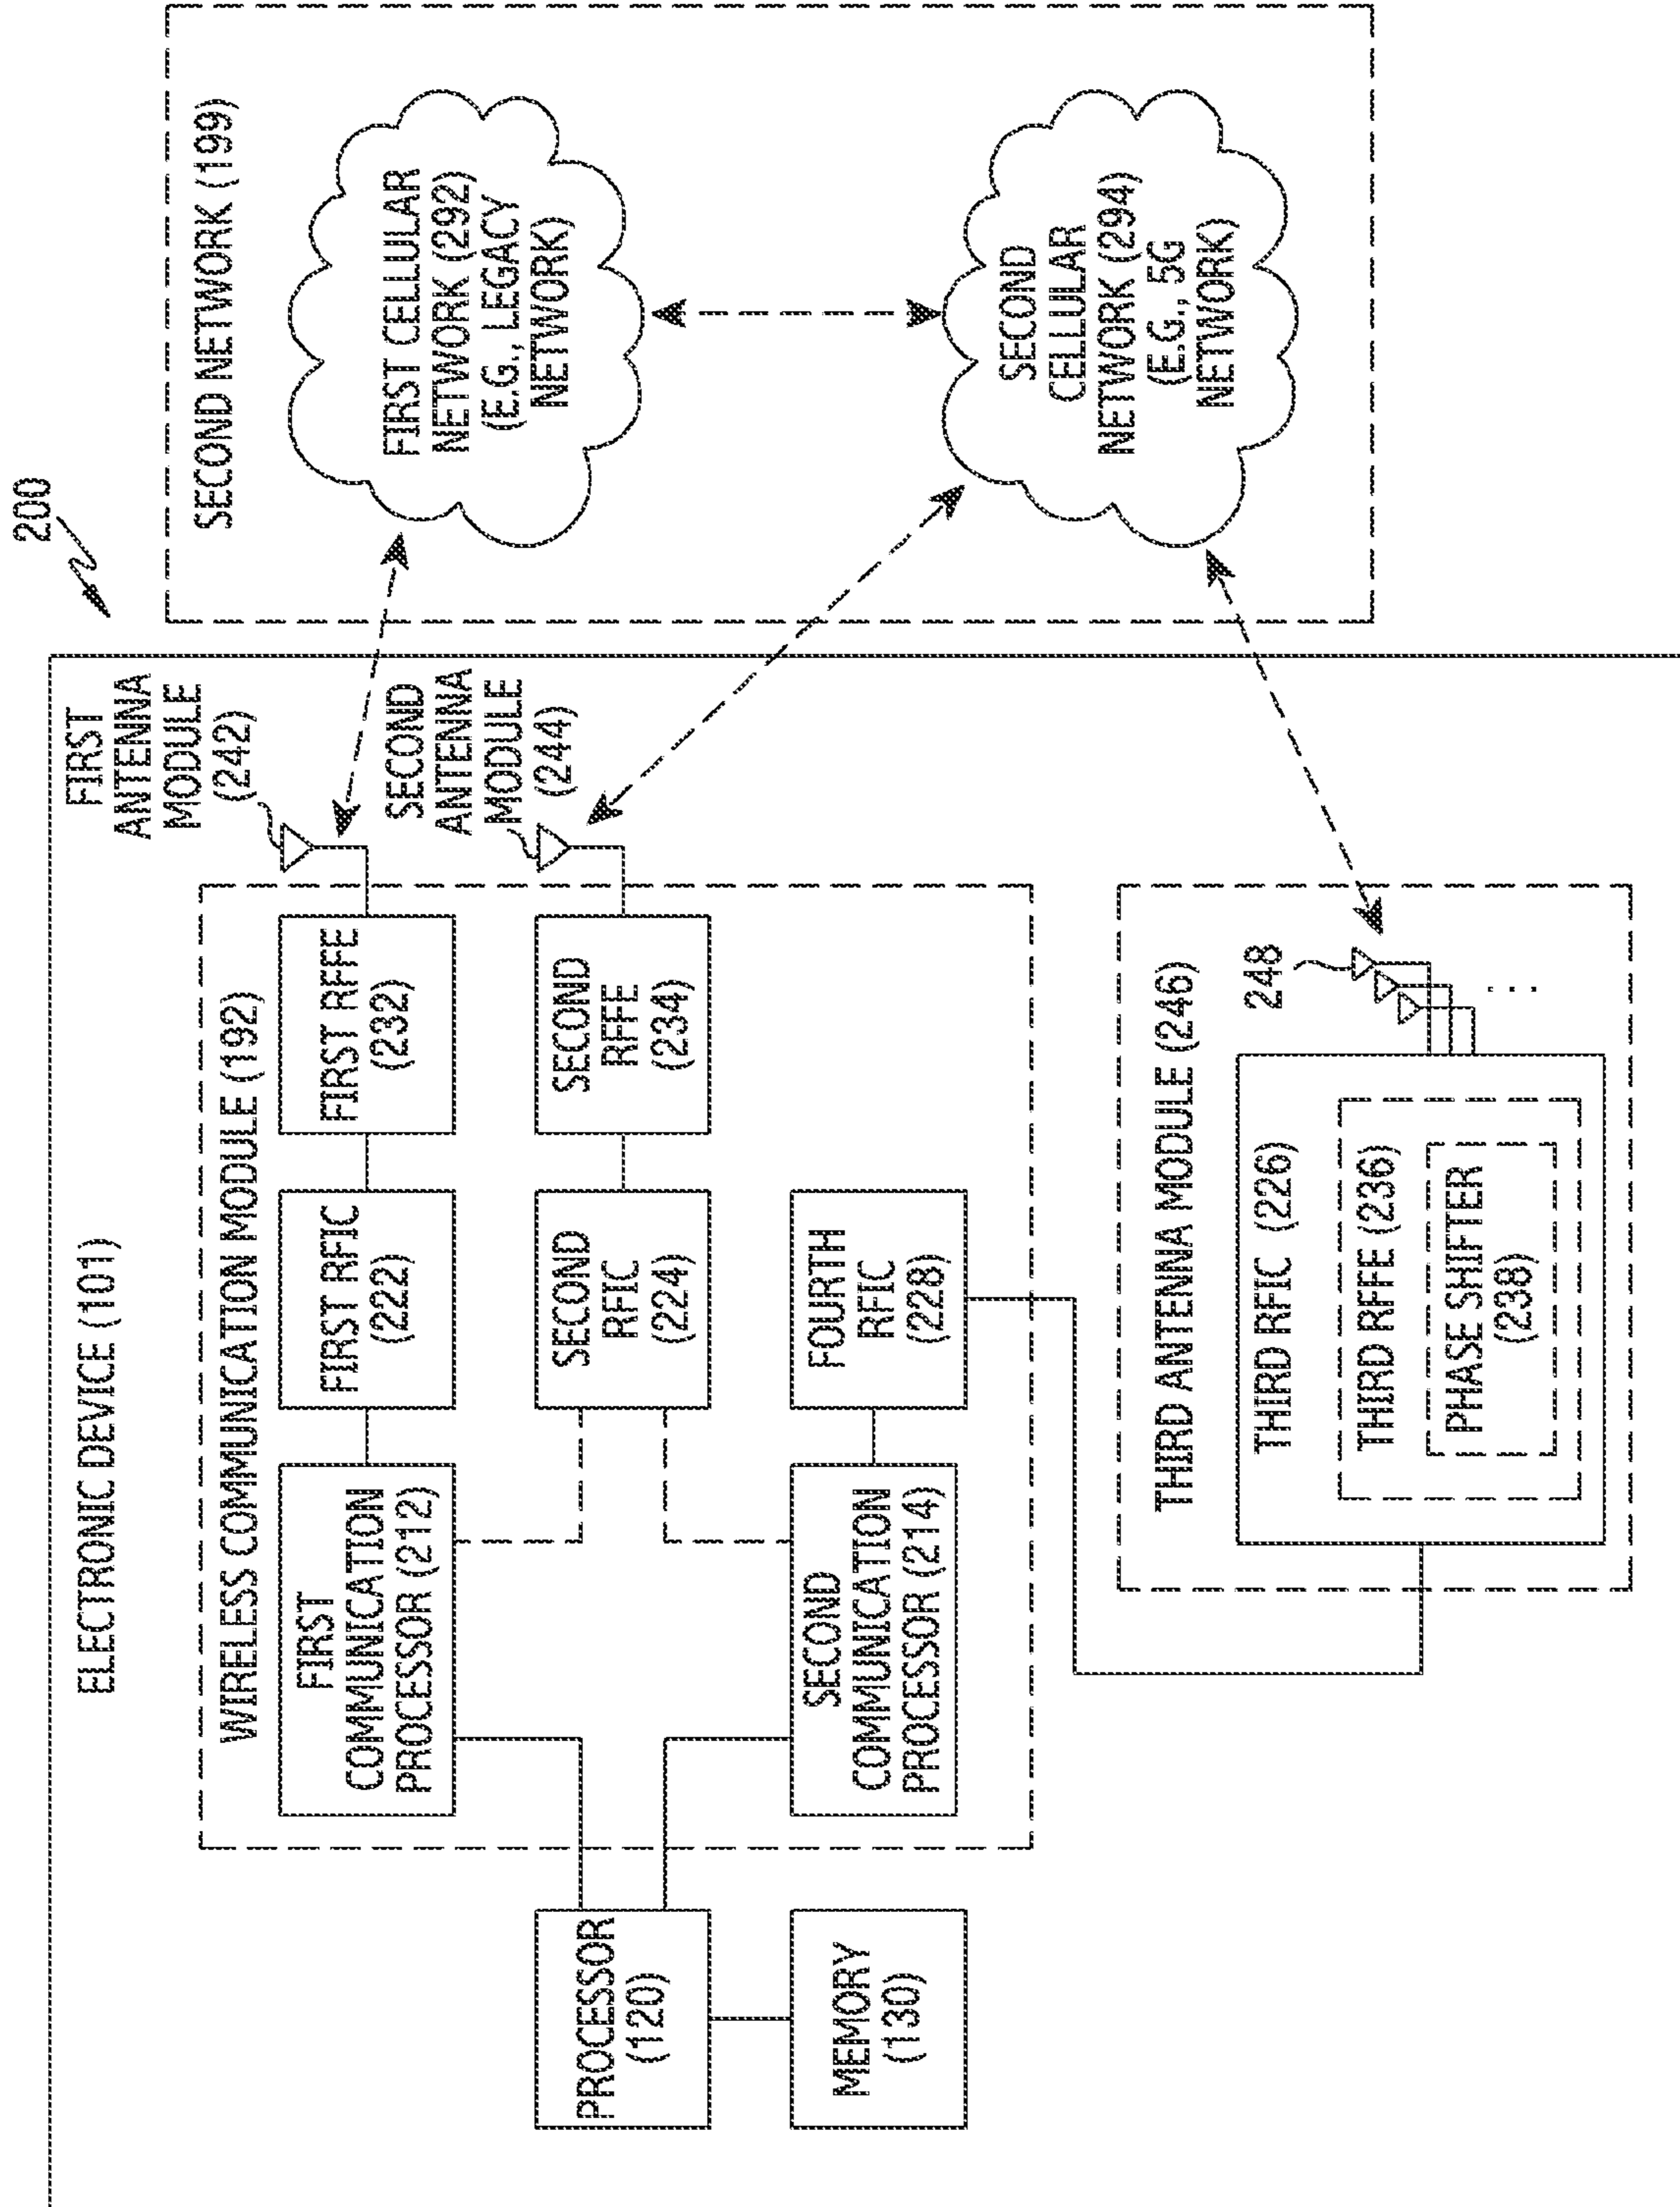 200
ELECTRONIC DEVICE (101)
FIRST
ANTENNA
MODULE
(242)
SECOND NETWORK (199)
WIRELESS COMMUNICATION MODULE (192)
FIRST
COMMUNICATION
PROCESSOR (212)
FIRST RFIC
(222)
FIRST RFFE
(232)
FIRST CELLULAR
NETWORK (292)
(E.G., LEGACY
NETWORK)
SECOND
ANTENNA
MODULE
(244)
PROCESSOR
(120)
SECOND
RFIC
(224)
SECOND
RFFE
(234)
MEMORY
(130)
SECOND
COMMUNICATION
PROCESSOR (214)
FOURTH
RFIC
(228)
SECOND
CELLULAR
NETWORK (294)
(E.G., 5G
NETWORK)
THIRD ANTENNA MODULE (246)
248
THIRD RFIC (226)
THIRD RFFE (236)
PHASE SHIFTER
(238)
. . .